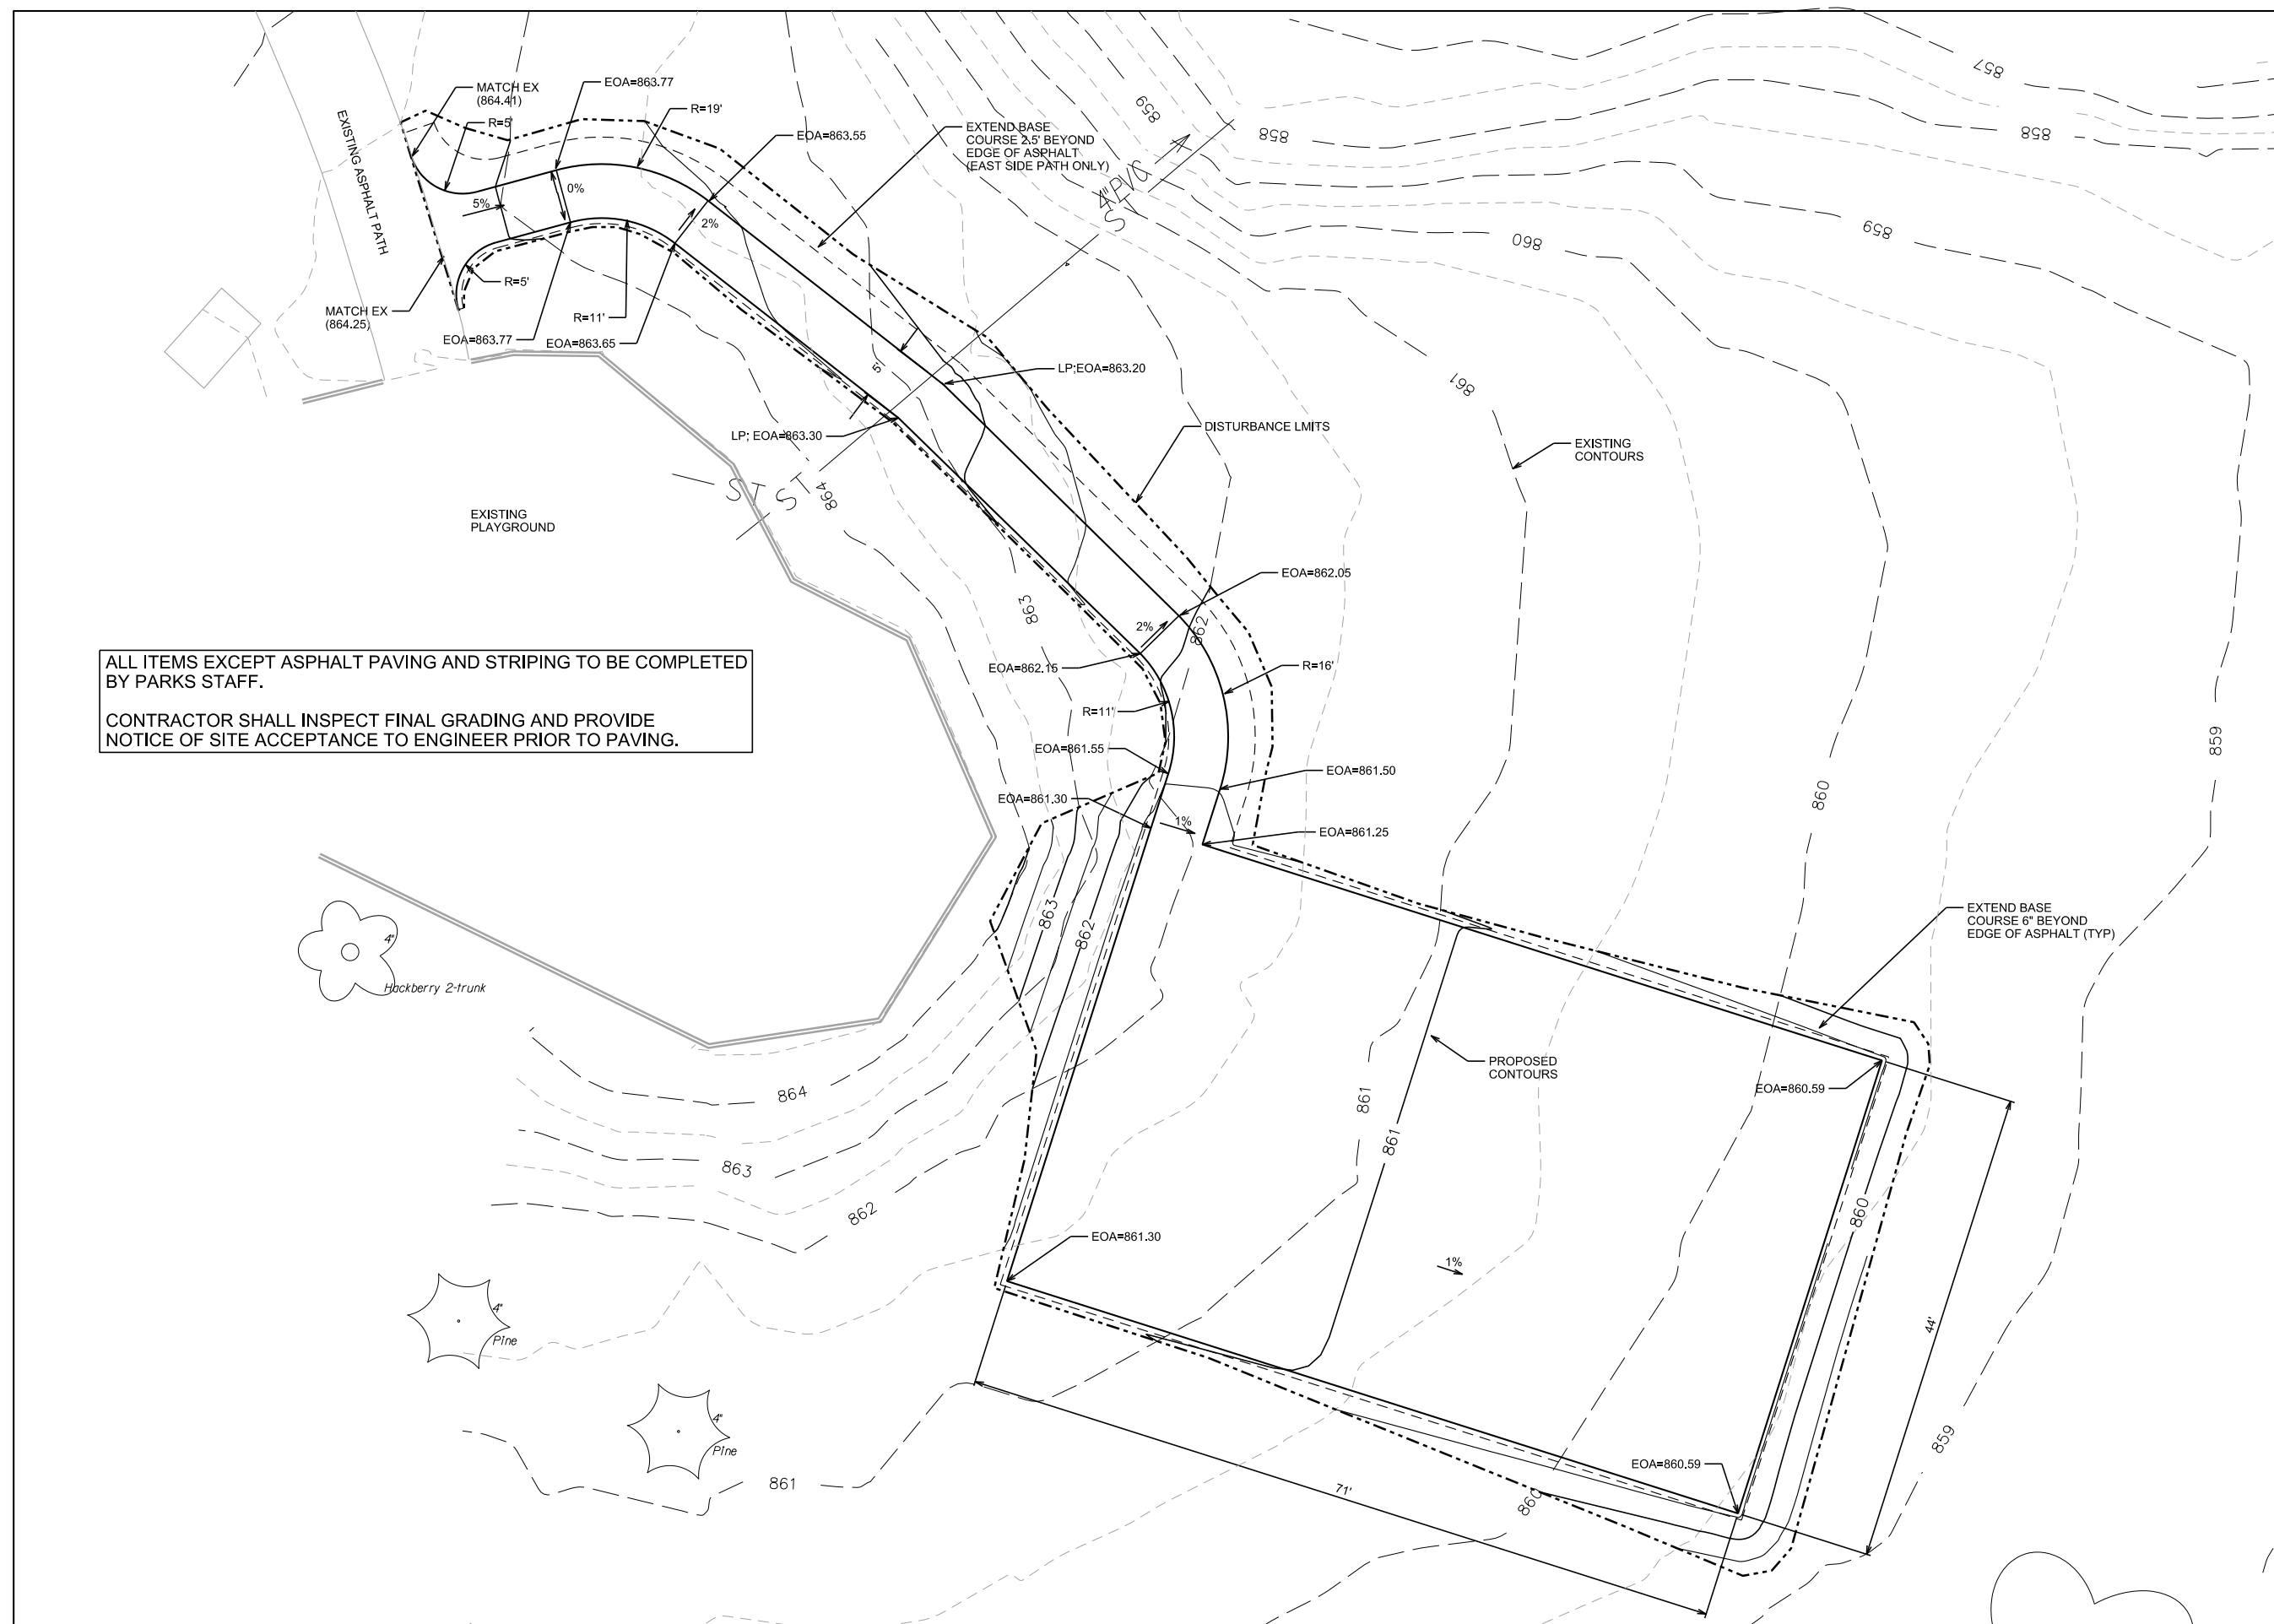 857
MATCH EX
(864.41)
EOA=863.77
R=19'
R=5'
EXISTING ASPHALT PATH
EOA=863.55
EXTEND BASE
COURSE 2.5' BEYOND
EDGE OF ASPHALT
(EAST SIDE PATH ONLY)
859
858
858
4"PVC
ST
0%
5%
2%
859
860
R=5'
MATCH EX
(864.25)
R=11'
EOA=863.77
EOA=863.65
5'
LP;EOA=863.20
861
LP; EOA=863.30
DISTURBANCE LMITS
EXISTING
CONTOURS
ST
ST
864
EXISTING
PLAYGROUND
EOA=862.05
863
2%
862
EOA=862.15
R=16'
ALL ITEMS EXCEPT ASPHALT PAVING AND STRIPING TO BE COMPLETED
BY PARKS STAFF.
CONTRACTOR SHALL INSPECT FINAL GRADING AND PROVIDE
NOTICE OF SITE ACCEPTANCE TO ENGINEER PRIOR TO PAVING.
R=11'
EOA=861.55
EOA=861.50
859
EOA=861.30
860
1%
EOA=861.25
863
862
EXTEND BASE
COURSE 6" BEYOND
EDGE OF ASPHALT (TYP)
4"
Hackberry 2-trunk
PROPOSED
CONTOURS
864
861
861
EOA=860.59
863
862
860
EOA=861.30
1%
4"
Pine
44'
4"
Pine
859
EOA=860.59
861
71'
860